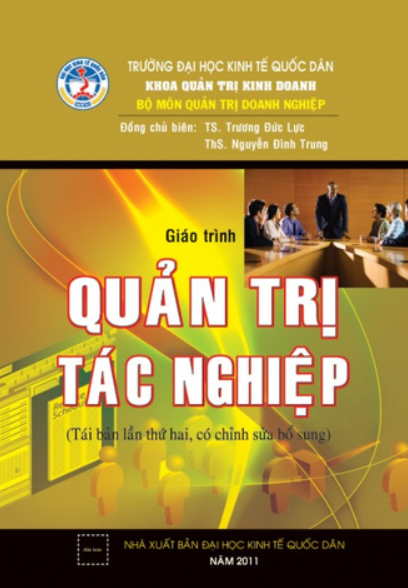 TRƯỜNG ĐẠI HỌC KINH TẾ QUỐC DÂN
KHOA QUẢN TRỊ KINH DOANH
BỘ MÔN QUẢN TRỊ DOANH NGHIỆP
Đồng chủ biên: TS. Trương Đức Lực
ThS. Nguyễn Đình Trung
Giáo trình
QUẢN TRỊ
TÁC NGHIỆP
(Tái bản lần thứ hai, có chỉnh sửa bổ sung)
NHÀ XUẤT BẢN ĐẠI HỌC KINH TẾ QUỐC DÂN
NĂM 2011